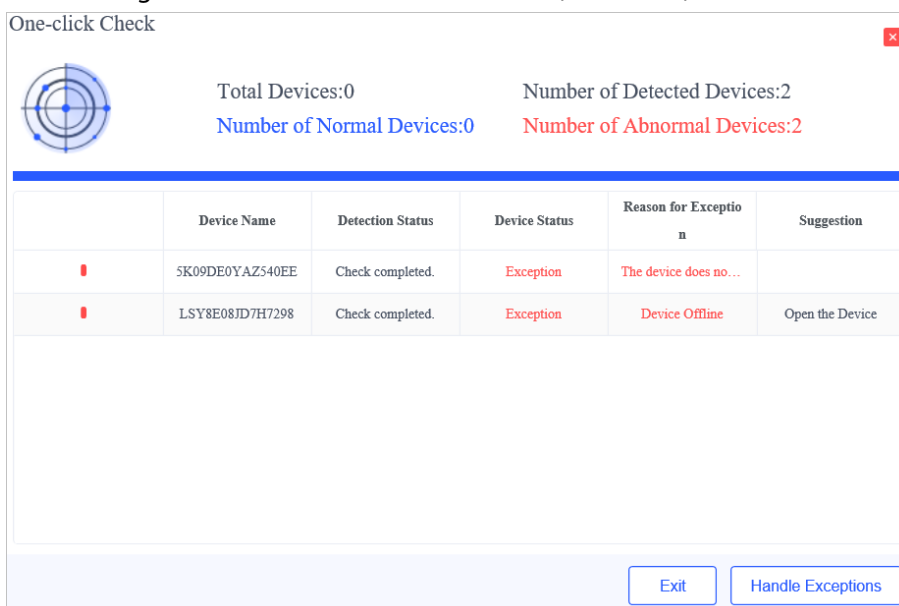 One-click Check
Total Devices:0
Number of Detected Devices:2
Number of Normal Devices:0
Number of Abnormal Devices:2
Device Name
Detection Status
Device Status
Reason for Exceptio
n
Suggestion
5K09DE0YAZ540EE
Check completed.
Exception
The device does no...
LSY8E08JD7H7298
Check completed.
Exception
Device Offline
Open the Device
Exit
Handle Exceptions